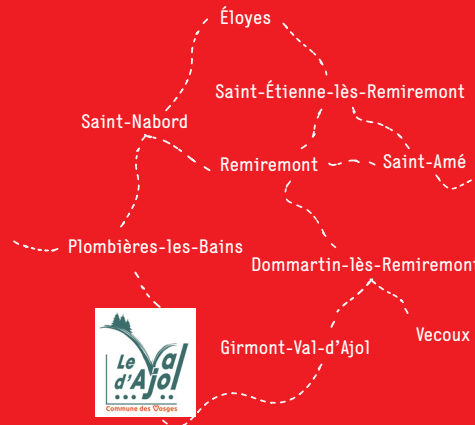 Éloyes
Saint-Étienne-lès-Remiremont
Saint-Nabord
Remiremont
Saint-Amé
Plombières-les-Bains
Dommartin-lès-Remiremont
Vecoux
Girmont-Val-d'Ajol
Le Val
d'Ajol
Commune des Vosges